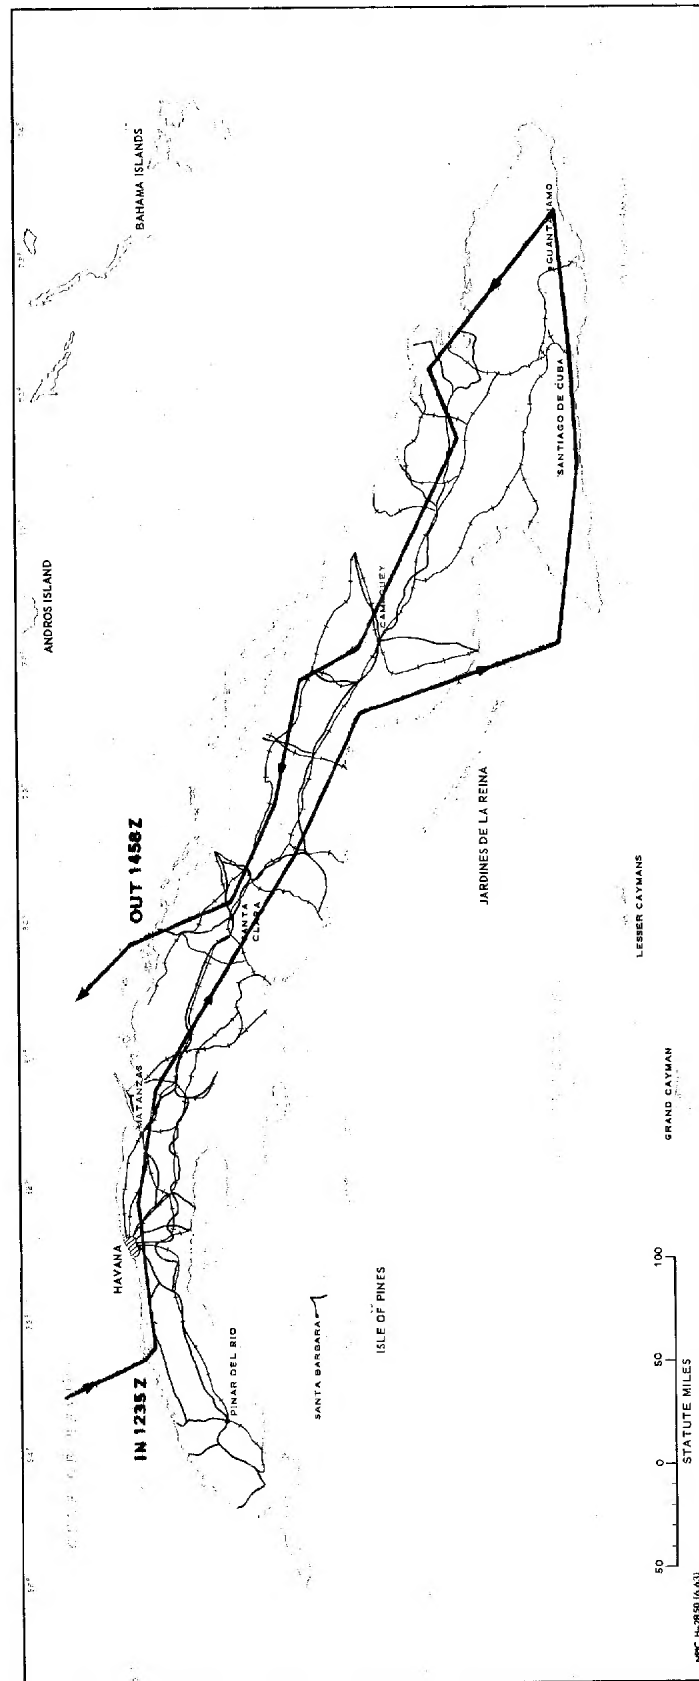 BAHAMA ISLANDS
ANDROS ISLAND
OUT 1458Z
IN 1235Z
HAVANA
MATANZAS
SANTA
CLARA
CAMAGUEY
GUANTANAMO
SANTIAGO DE CUBA
PINAR DEL RIO
SANTA BARBARA
ISLE OF PINES
JARDINES DE LA REINA
LESSER CAYMANS
GRAND CAYMAN
50 0 50 100
STATUTE MILES